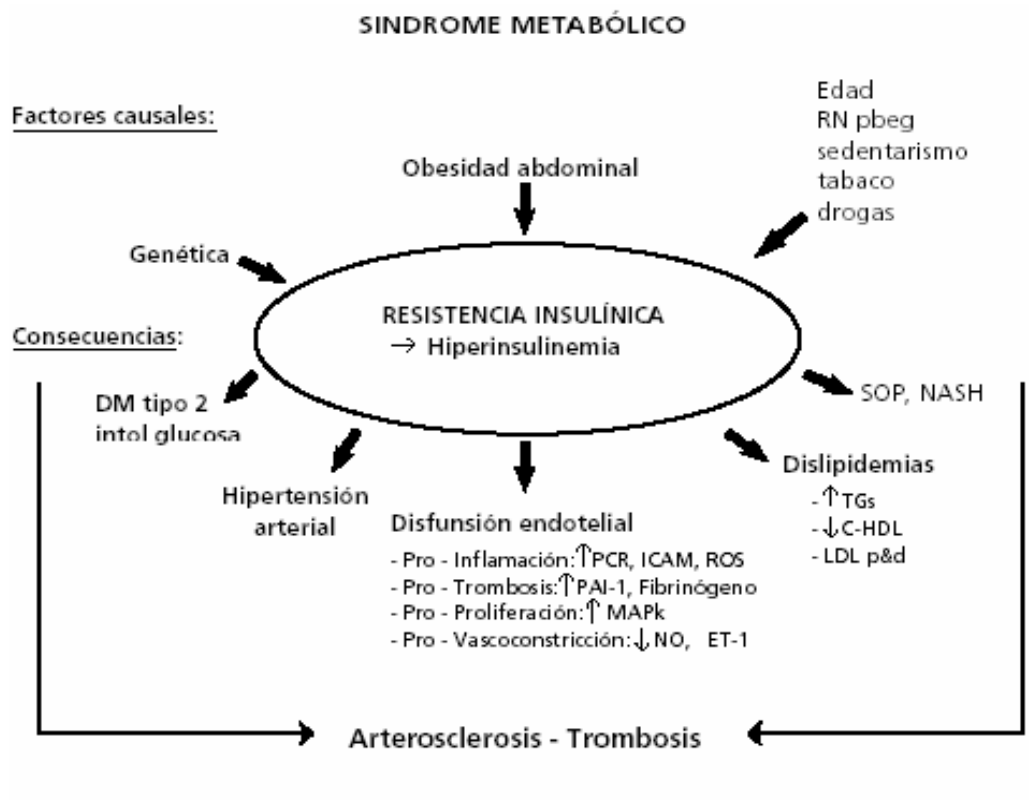 SINDROME METABÓLICO
Factores causales:
Edad
RN pbeg
sedentarismo
tabaco
drogas
Obesidad abdominal
Genética
RESISTENCIA INSULÍNICA
→ Hiperinsulinemia
Consecuencias:
DM tipo 2
intol glucosa
SOP, NASH
Hipertensión
arterial
Dislipidemias
- ↑TGs
- ↓C-HDL
- LDL p&d
Disfunsión endotelial
- Pro - Inflamación:↑PCR, ICAM, ROS
- Pro - Trombosis:↑PAI-1, Fibrinógeno
- Pro - Proliferación:↑ MAPk
- Pro - Vascoconstricción:↓NO, ET-1
Arterosclerosis - Trombosis